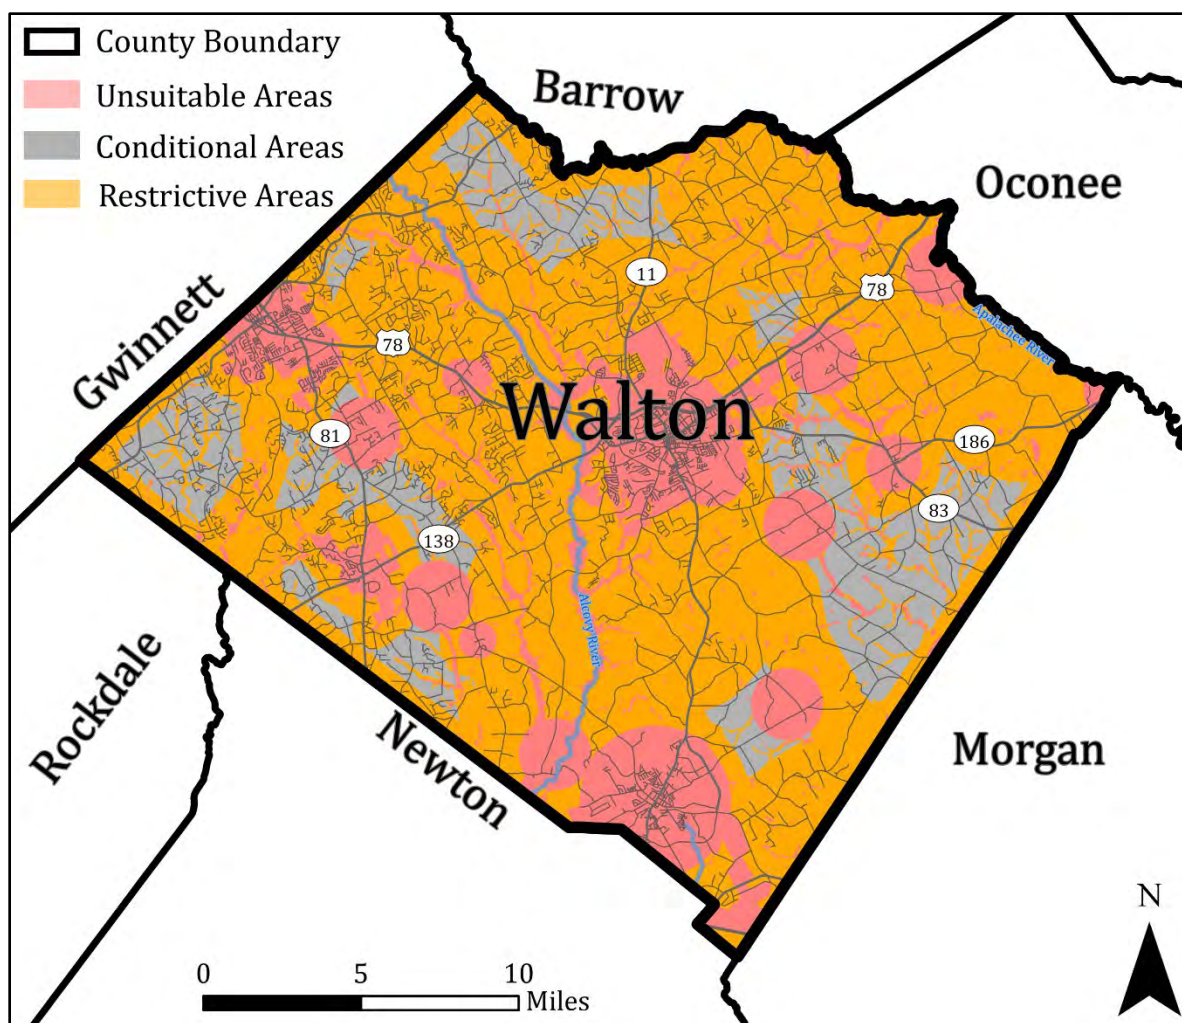 County Boundary
Unsuitable Areas
Conditional Areas
Restrictive Areas
Barrow
Oconee
11
78
Apalachee River
Gwinnett
78
Walton
81
186
83
138
Alcovy River
Rockdale
Newton
Morgan
N
0 5 10
Miles